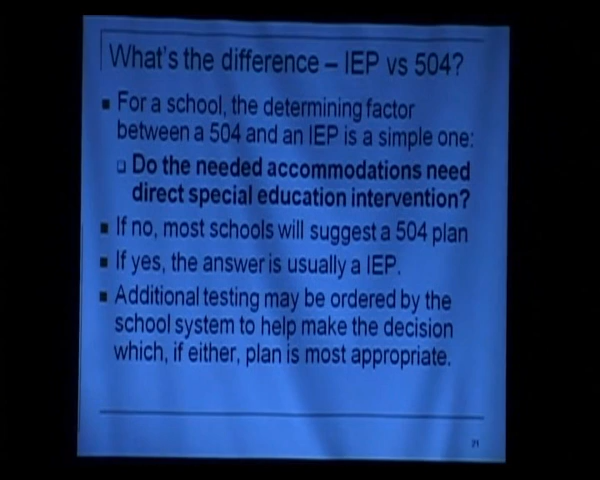 What's the difference – IEP vs 504?
▪ For a school, the determining factor
between a 504 and an IEP is a simple one:
❑ Do the needed accommodations need
direct special education intervention?
▪ If no, most schools will suggest a 504 plan
▪ If yes, the answer is usually a IEP.
▪ Additional testing may be ordered by the
school system to help make the decision
which, if either, plan is most appropriate.